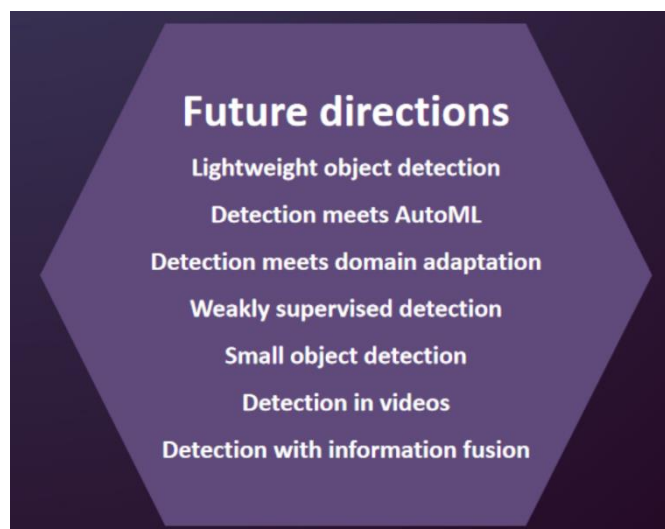 Future directions
Lightweight object detection
Detection meets AutoML
Detection meets domain adaptation
Weakly supervised detection
Small object detection
Detection in videos
Detection with information fusion